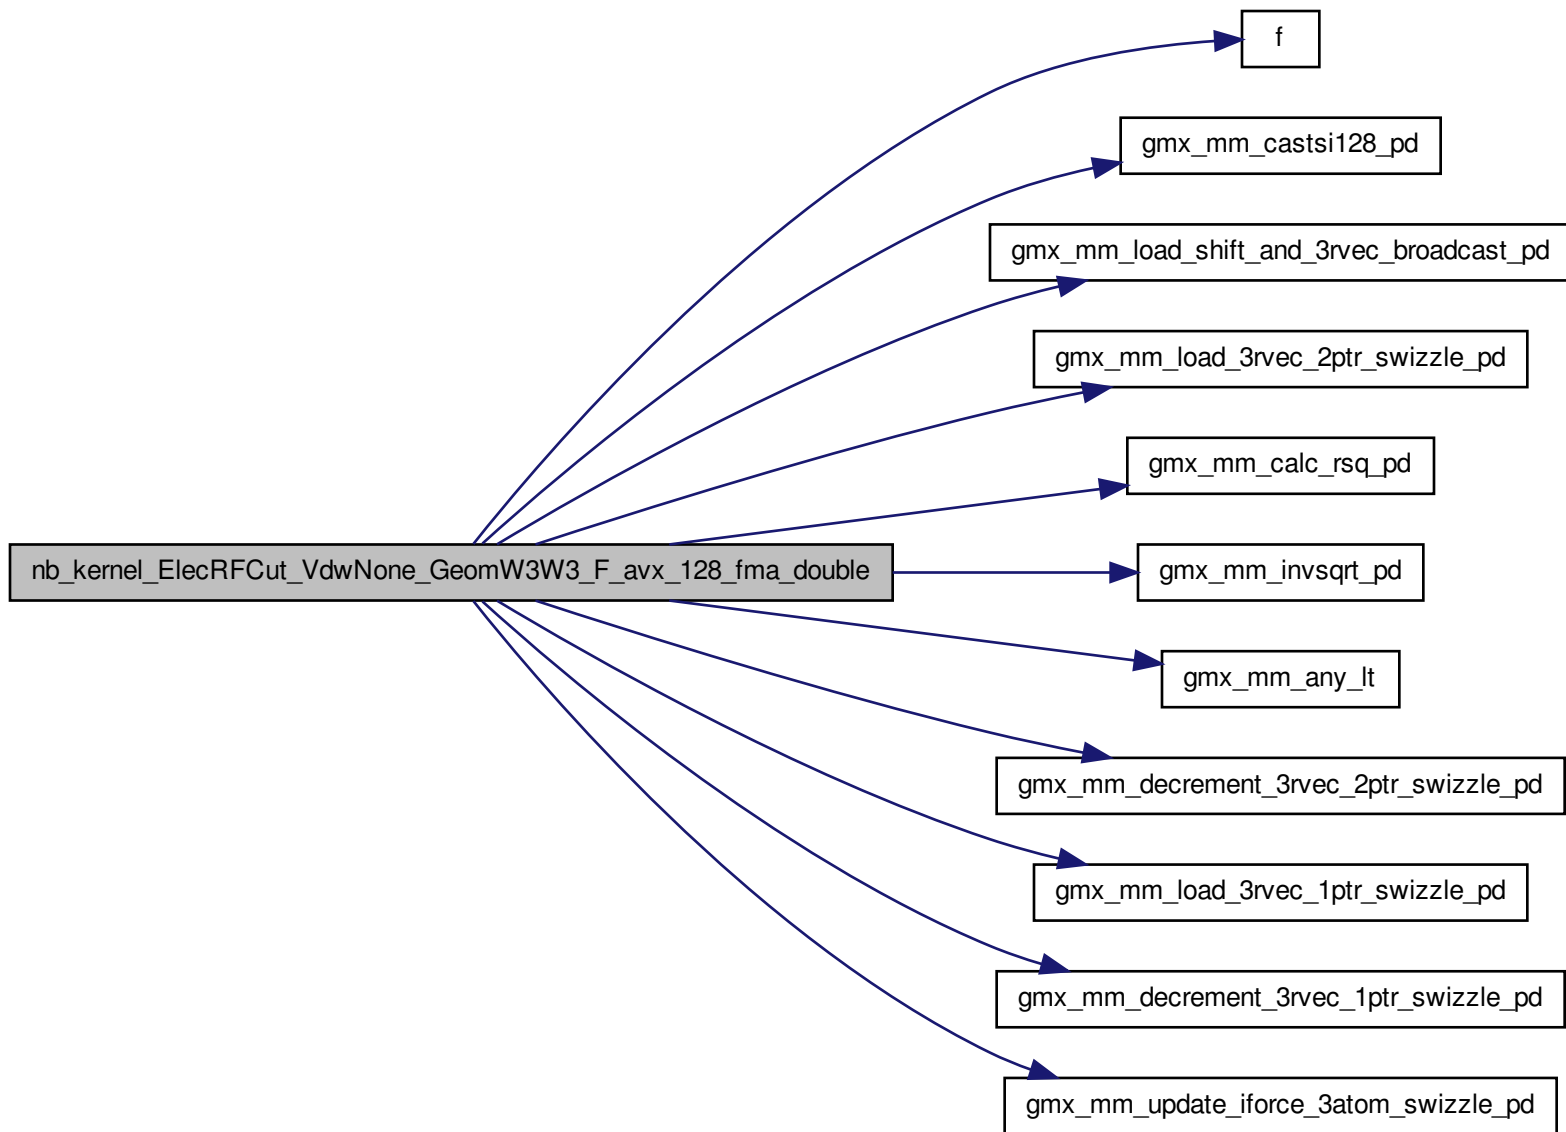 f
gmx_mm_castsi128_pd
gmx_mm_load_shift_and_3rvec_broadcast_pd
gmx_mm_load_3rvec_2ptr_swizzle_pd
gmx_mm_calc_rsq_pd
nb_kernel_ElecRFCut_VdwNone_GeomW3W3_F_avx_128_fma_double
gmx_mm_invsqrt_pd
gmx_mm_any_lt
gmx_mm_decrement_3rvec_2ptr_swizzle_pd
gmx_mm_load_3rvec_1ptr_swizzle_pd
gmx_mm_decrement_3rvec_1ptr_swizzle_pd
gmx_mm_update_iforce_3atom_swizzle_pd